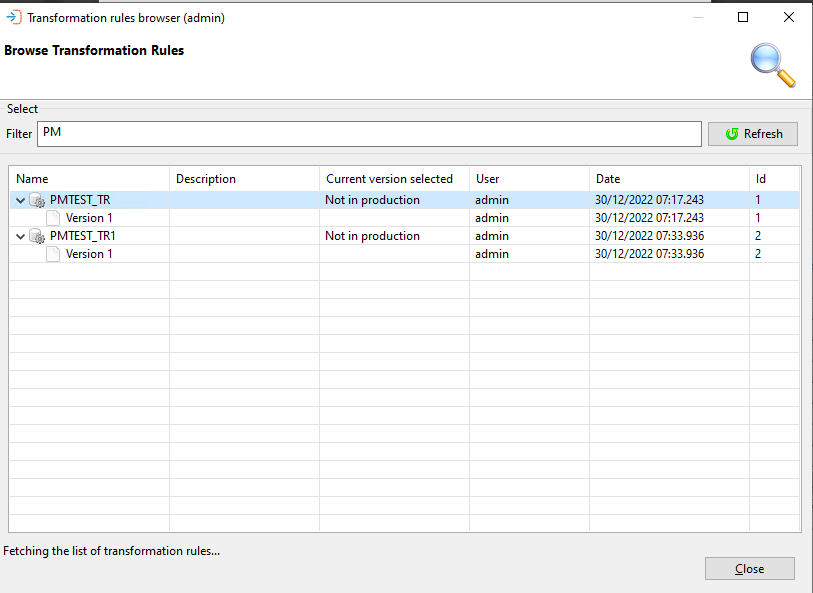 Transformation rules browser (admin)
Browse Transformation Rules
Select
Filter PM Refresh
Name Description Current version selected User Date Id
PMTEST_TR Not in production admin 30/12/2022 07:17.243 1
Version 1 admin 30/12/2022 07:17.243 1
PMTEST_TR1 Not in production admin 30/12/2022 07:33.936 2
Version 1 admin 30/12/2022 07:33.936 2
Fetching the list of transformation rules...
Close